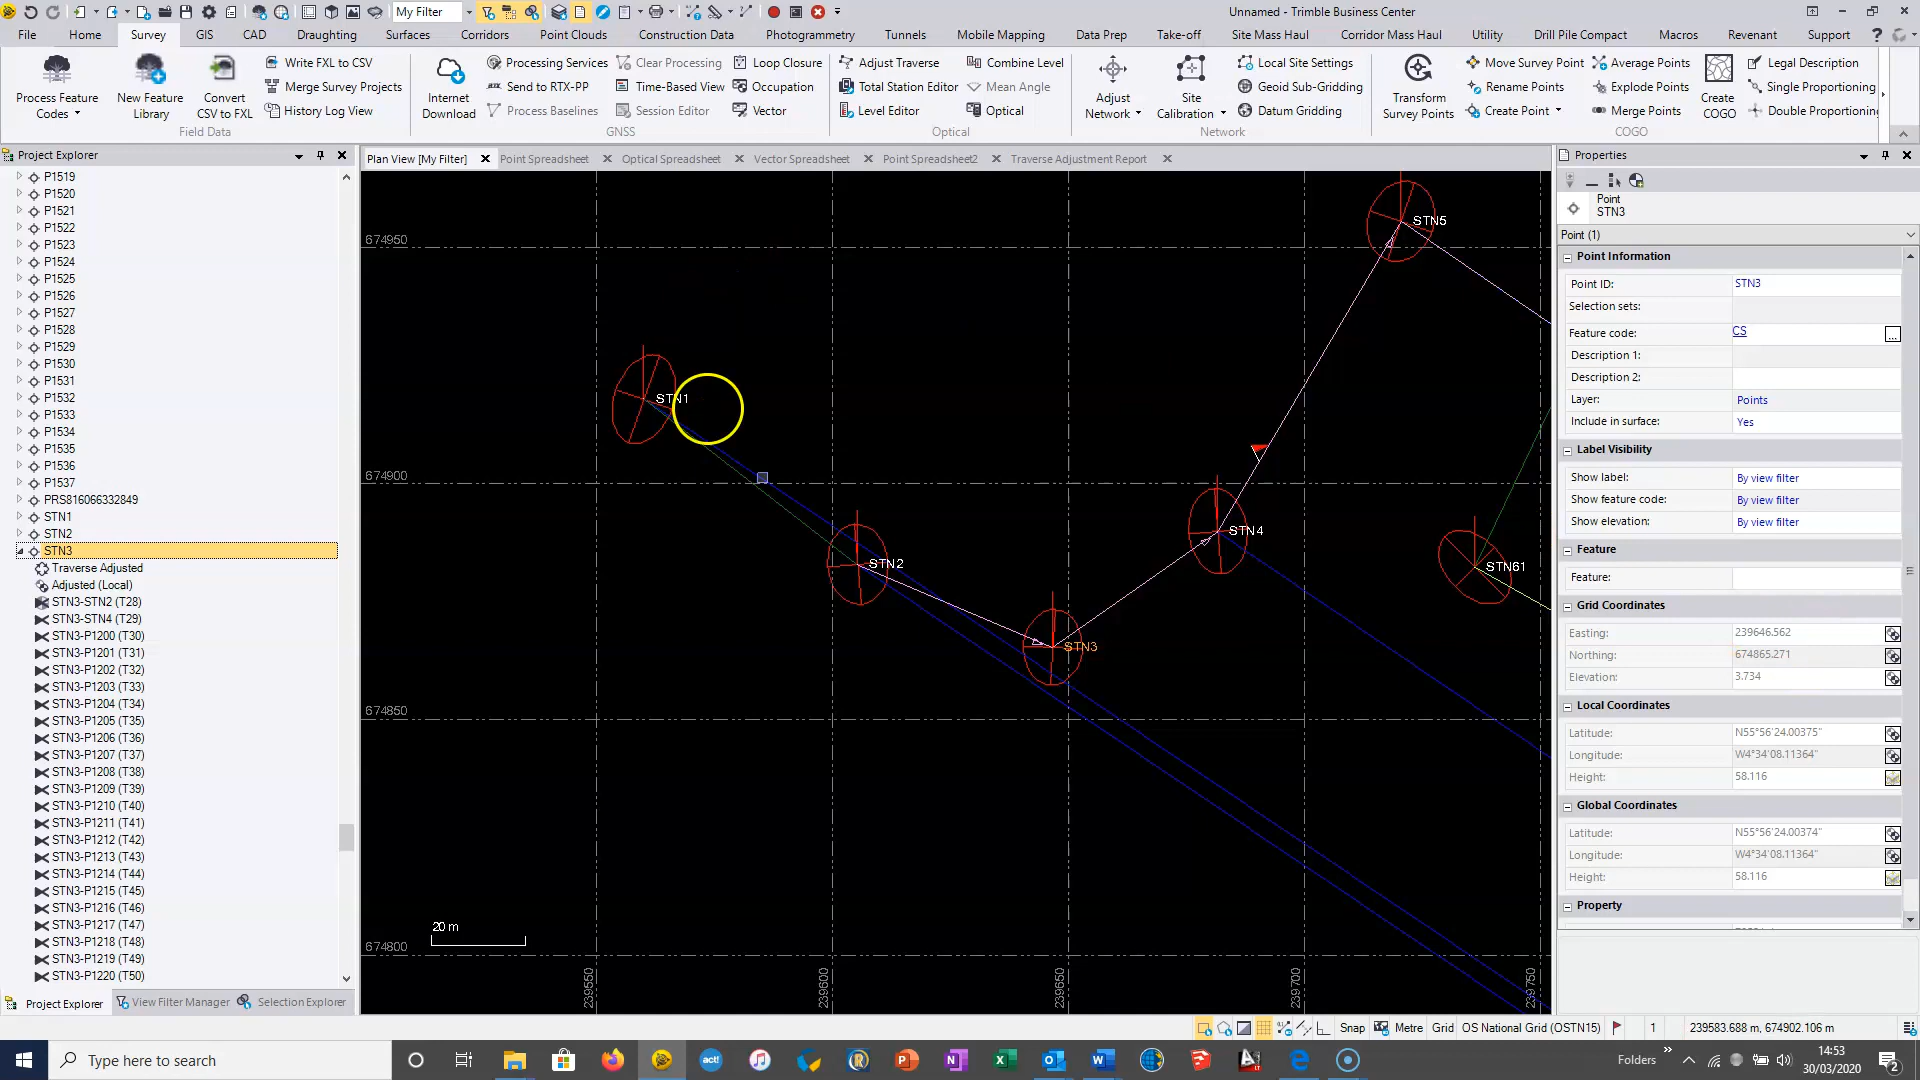 My Filter
Unnamed - Trimble Business Center
File
Home
Survey
GIS
CAD
Draughting
Surfaces
Corridors
Point Clouds
Construction Data
Photogrammetry
Tunnels
Mobile Mapping
Data Prep
Take-off
Site Mass Haul
Corridor Mass Haul
Utility
Drill Pile Compact
Macros
Revenant
Support
Process Feature
Codes
New Feature
Library
Convert
CSV to FXL
Write FXL to CSV
Merge Survey Projects
History Log View
Field Data
Internet
Download
Processing Services
Send to RTX-PP
Process Baselines
Clear Processing
Time-Based View
Session Editor
Loop Closure
Occupation
Vector
GNSS
Adjust Traverse
Total Station Editor
Level Editor
Combine Level
Mean Angle
Optical
Optical
Adjust
Network
Site
Calibration
Local Site Settings
Geoid Sub-Gridding
Datum Gridding
Network
Transform
Survey Points
Move Survey Point
Rename Points
Create Point
Average Points
Explode Points
Merge Points
Create
COGO
Legal Description
Single Proportioning
Double Proportioning
COGO
Project Explorer
P1519
P1520
P1521
P1522
P1523
P1524
P1525
P1526
P1527
P1528
P1529
P1530
P1531
P1532
P1533
P1534
P1535
P1536
P1537
PRS816066332849
STN1
STN2
STN3
Traverse Adjusted
Adjusted (Local)
STN3-STN2 (T28)
STN3-STN4 (T29)
STN3-P1200 (T30)
STN3-P1201 (T31)
STN3-P1202 (T32)
STN3-P1203 (T33)
STN3-P1204 (T34)
STN3-P1205 (T35)
STN3-P1206 (T36)
STN3-P1207 (T37)
STN3-P1208 (T38)
STN3-P1209 (T39)
STN3-P1210 (T40)
STN3-P1211 (T41)
STN3-P1212 (T42)
STN3-P1213 (T43)
STN3-P1214 (T44)
STN3-P1215 (T45)
STN3-P1216 (T46)
STN3-P1217 (T47)
STN3-P1218 (T48)
STN3-P1219 (T49)
STN3-P1220 (T50)
Project Explorer
View Filter Manager
Selection Explorer
Plan View [My Filter]
Point Spreadsheet
Optical Spreadsheet
Vector Spreadsheet
Point Spreadsheet2
Traverse Adjustment Report
674950
674900
674850
674800
239550
239600
239650
239700
239750
STN5
STN1
STN2
STN4
STN61
STN3
20 m
Properties
Point
STN3
Point (1)
Point Information
Point ID: STN3
Selection sets:
Feature code: CS
...
Description 1:
Description 2:
Layer: Points
Include in surface: Yes
Label Visibility
Show label: By view filter
Show feature code: By view filter
Show elevation: By view filter
Feature
Feature:
Grid Coordinates
Easting: 239646.562
Northing: 674865.271
Elevation: 3.734
Local Coordinates
Latitude: N55°56'24.00375"
Longitude: W4°34'08.11364"
Height: 58.116
Global Coordinates
Latitude: N55°56'24.00374"
Longitude: W4°34'08.11364"
Height: 58.116
Property
Snap
Metre
Grid
OS National Grid (OSTN15)
1
239583.688 m, 674902.106 m
Type here to search
act!
Folders
14:53
30/03/2020
2